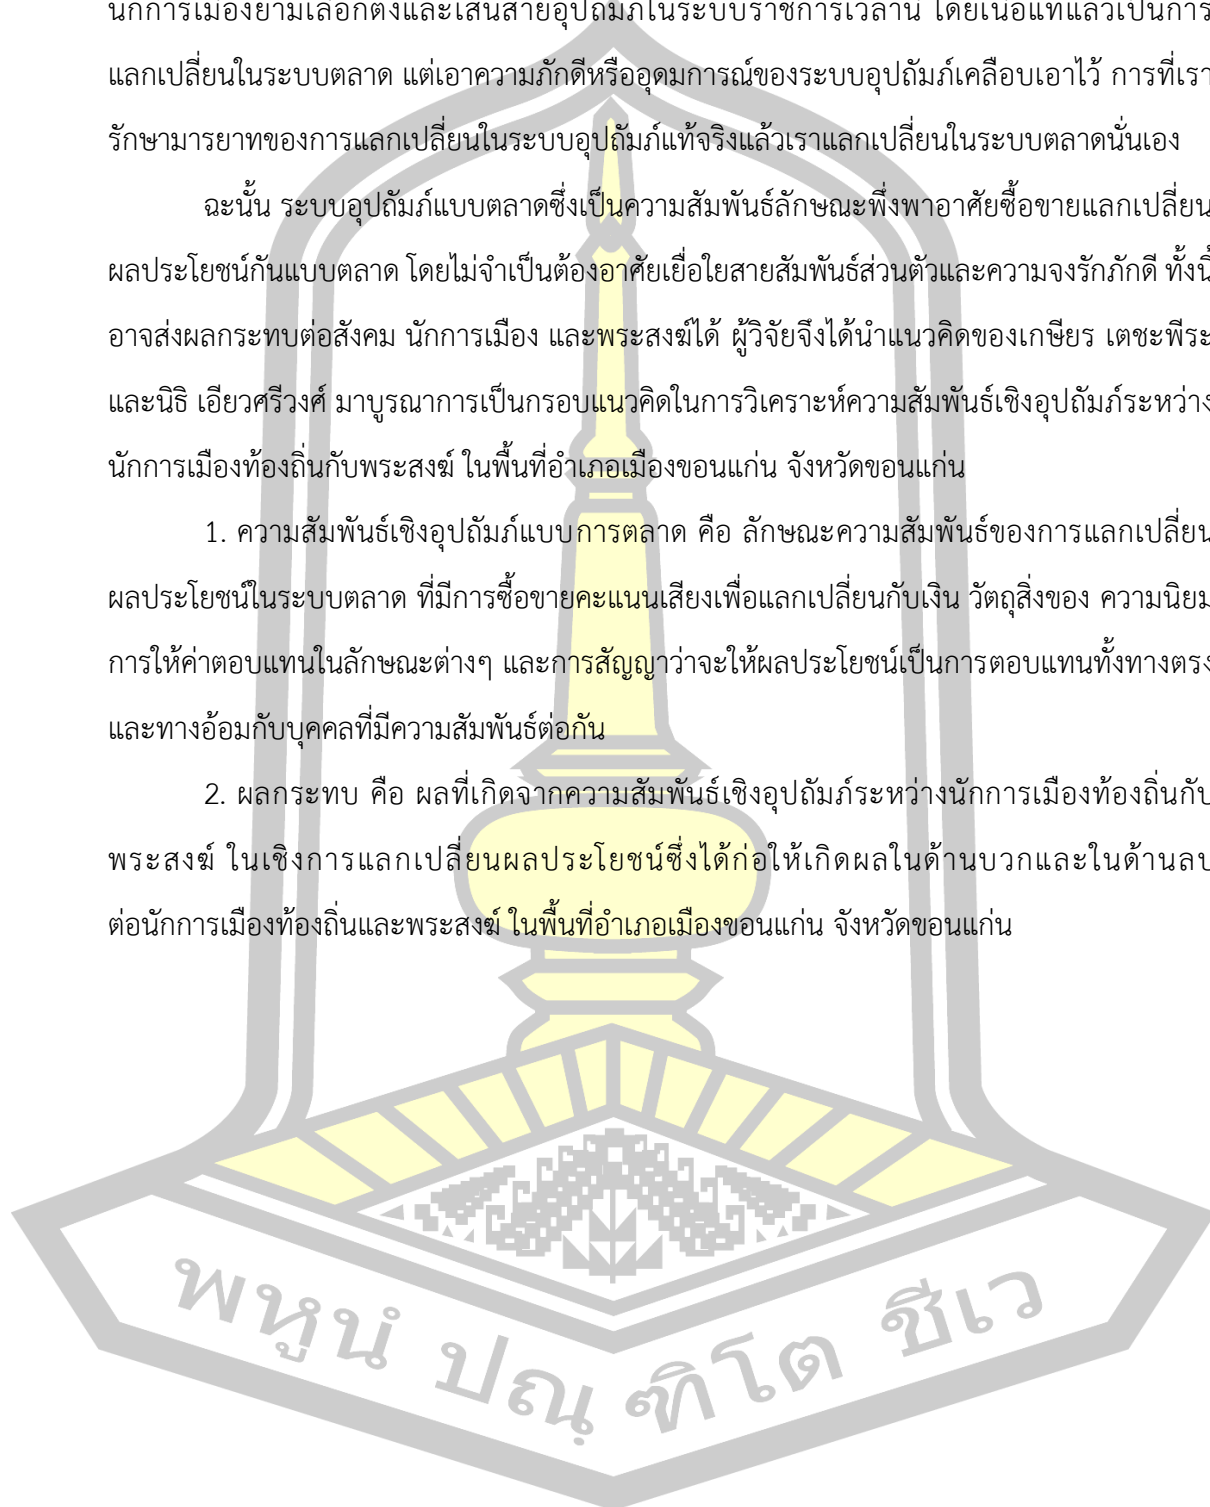 นักการเมืองยามเลือกตั้งและเส้นสายอุปถัมภ์ในระบบราชการเวลานี้ โดยเนื้อแท้แล้วเป็นการ
แลกเปลี่ยนในระบบตลาด แต่เอาความภักดีหรืออุดมการณ์ของระบบอุปถัมภ์เคลือบเอาไว้ การที่เรา
รักษามารยาทของการแลกเปลี่ยนในระบบอุปถัมภ์แท้จริงแล้วเราแลกเปลี่ยนในระบบตลาดนั่นเอง
ฉะนั้น ระบบอุปถัมภ์แบบตลาดซึ่งเป็นความสัมพันธ์ลักษณะพึ่งพาอาศัยซื้อขายแลกเปลี่ยน
ผลประโยชน์กันแบบตลาด โดยไม่จำเป็นต้องอาศัยเยื่อใยสายสัมพันธ์ส่วนตัวและความจงรักภักดี ทั้งนี้
อาจส่งผลกระทบต่อสังคม นักการเมือง และพระสงฆ์ได้ ผู้วิจัยจึงได้นำแนวคิดของเกษียร เตชะพีระ
และนิธิ เอียวศรีวงศ์ มาบูรณาการเป็นกรอบแนวคิดในการวิเคราะห์ความสัมพันธ์เชิงอุปถัมภ์ระหว่าง
นักการเมืองท้องถิ่นกับพระสงฆ์ ในพื้นที่อำเภอเมืองขอนแก่น จังหวัดขอนแก่น
1. ความสัมพันธ์เชิงอุปถัมภ์แบบการตลาด คือ ลักษณะความสัมพันธ์ของการแลกเปลี่ยน
ผลประโยชน์ในระบบตลาด ที่มีการซื้อขายคะแนนเสียงเพื่อแลกเปลี่ยนกับเงิน วัตถุสิ่งของ ความนิยม
การให้ค่าตอบแทนในลักษณะต่างๆ และการสัญญาว่าจะให้ผลประโยชน์เป็นการตอบแทนทั้งทางตรง
และทางอ้อมกับบุคคลที่มีความสัมพันธ์ต่อกัน
2. ผลกระทบ คือ ผลที่เกิดจากความสัมพันธ์เชิงอุปถัมภ์ระหว่างนักการเมืองท้องถิ่นกับ
พระสงฆ์ ในเชิงการแลกเปลี่ยนผลประโยชน์ซึ่งได้ก่อให้เกิดผลในด้านบวกและในด้านลบ
ต่อนักการเมืองท้องถิ่นและพระสงฆ์ ในพื้นที่อำเภอเมืองขอนแก่น จังหวัดขอนแก่น
พหูนํ ปณฺฑิโต ชีเว